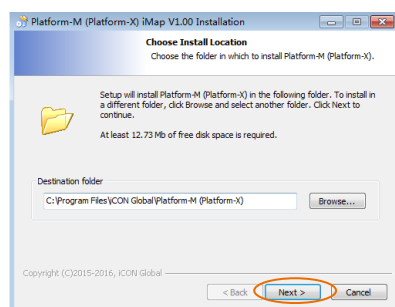 Platform-M (Platform-X) iMap V1.00 Installation
Choose Install Location
Choose the folder in which to install Platform-M (Platform-X).
Setup will install Platform-M (Platform-X) in the following folder. To install in
a different folder, click Browse and select another folder. Click Next to
continue.
At least 12.73 Mb of free disk space is required.
Destination folder
C:\Program Files\iCON Global\Platform-M (Platform-X)
Browse...
Copyright (C)2015-2016, iCON Global
< Back
Next >
Cancel